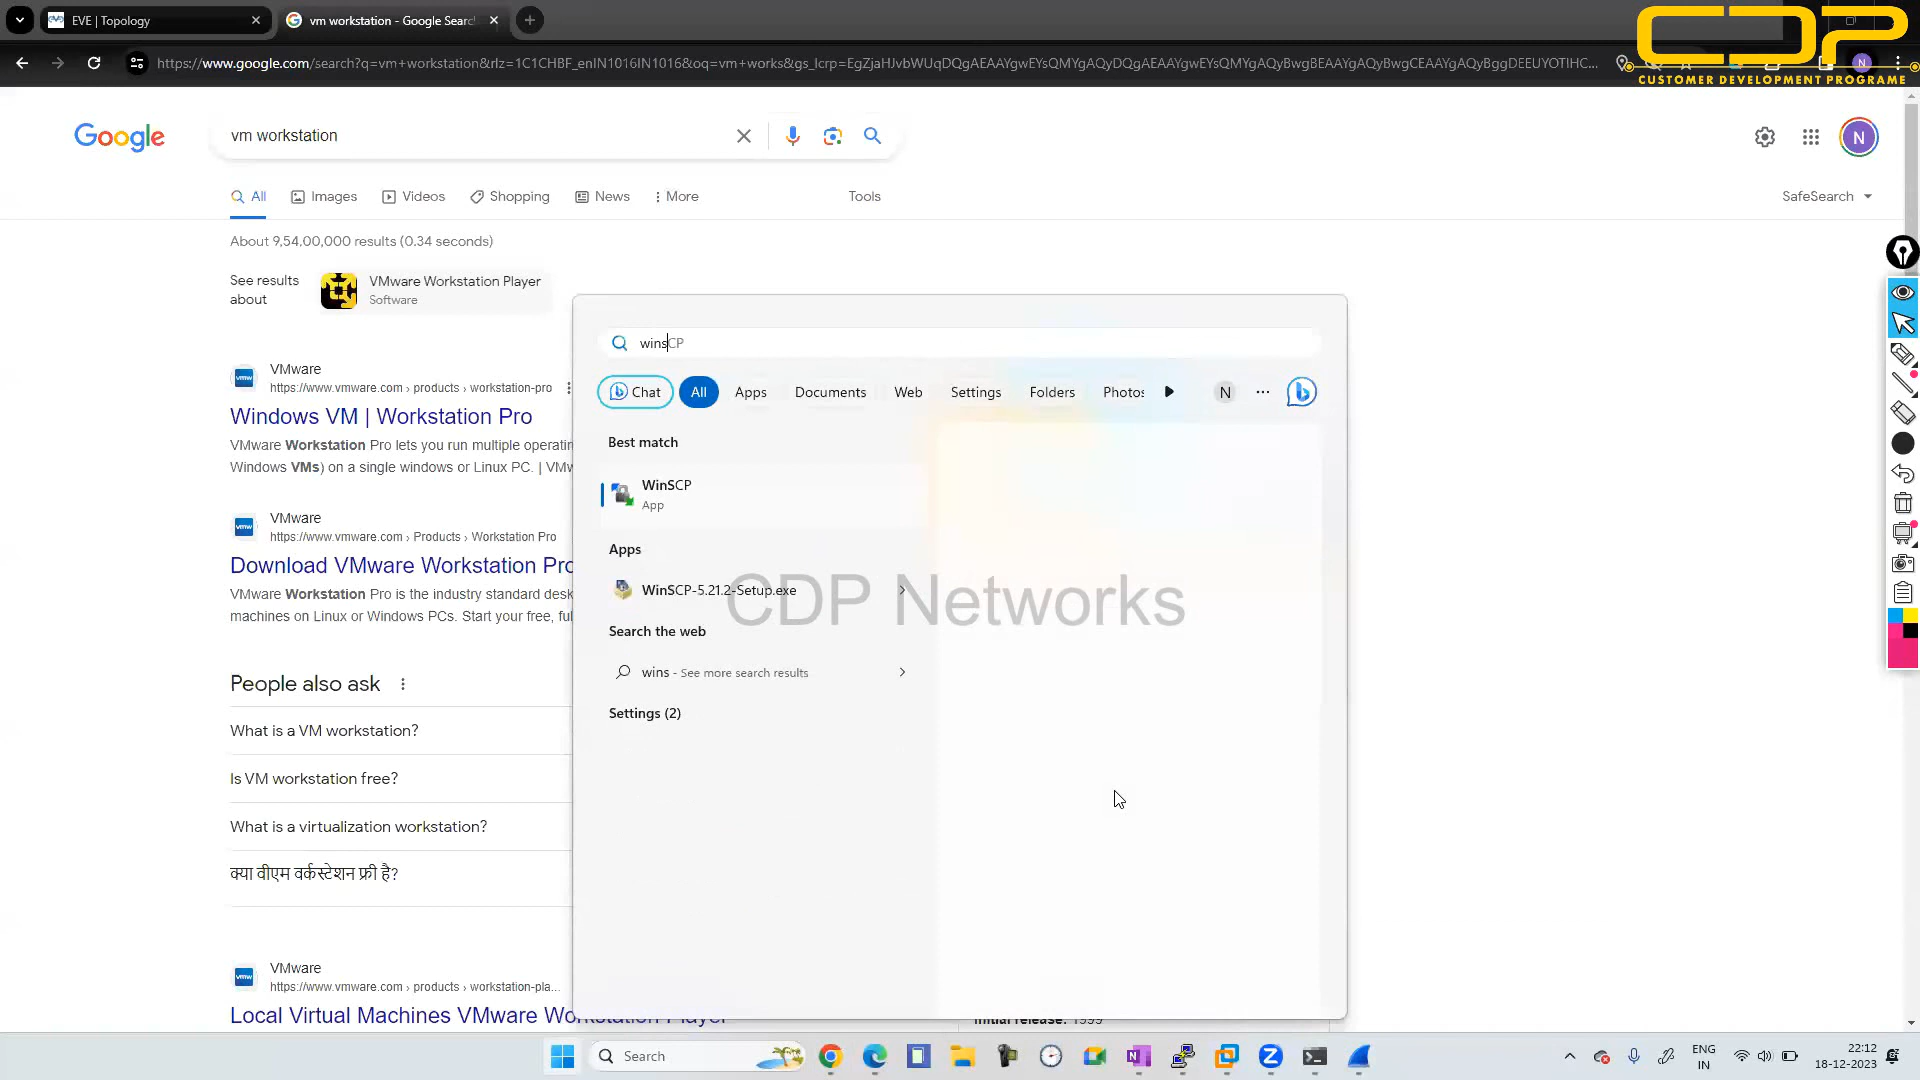 EVE | Topology
vm workstation - Google Searc
https://www.google.com/search?q=vm+workstation&rlz=1C1CHBF_enIN1016IN1016&oq=vm+works&gs_lcrp=EgZjaHJvbWUqDQgAEAAYgwEYsQMYgAQyDQgAEAAYgwEYsQMYgAQyBwgBEAAYgAQyBwgCEAAYgAQyBggDEEUYOTIHC...
CDP
CUSTOMER DEVELOPMENT PROGRAME
Google
vm workstation
N
All
Images
Videos
Shopping
News
More
Tools
SafeSearch
About 9,54,00,000 results (0.34 seconds)
See results
about
VMware Workstation Player
Software
VMware
https://www.vmware.com › products › workstation-pro
Windows VM | Workstation Pro
VMware Workstation Pro lets you run multiple operatin
Windows VMs) on a single windows or Linux PC. | VMw
VMware
https://www.vmware.com › Products › Workstation Pro
Download VMware Workstation Pro
VMware Workstation Pro is the industry standard desk
machines on Linux or Windows PCs. Start your free, ful
People also ask
What is a VM workstation?
Is VM workstation free?
What is a virtualization workstation?
क्या वीएम वर्कस्टेशन फ्री है?
VMware
https://www.vmware.com › products › workstation-pla...
Local Virtual Machines VMware Workstation Player
Initial release: 1999
winsCP
Chat
All
Apps
Documents
Web
Settings
Folders
Photos
N
Best match
WinSCP
App
Apps
WinSCP-5.21.2-Setup.exe
Search the web
wins - See more search results
Settings (2)
CDP Networks
Search
ENG
IN
22:12
18-12-2023